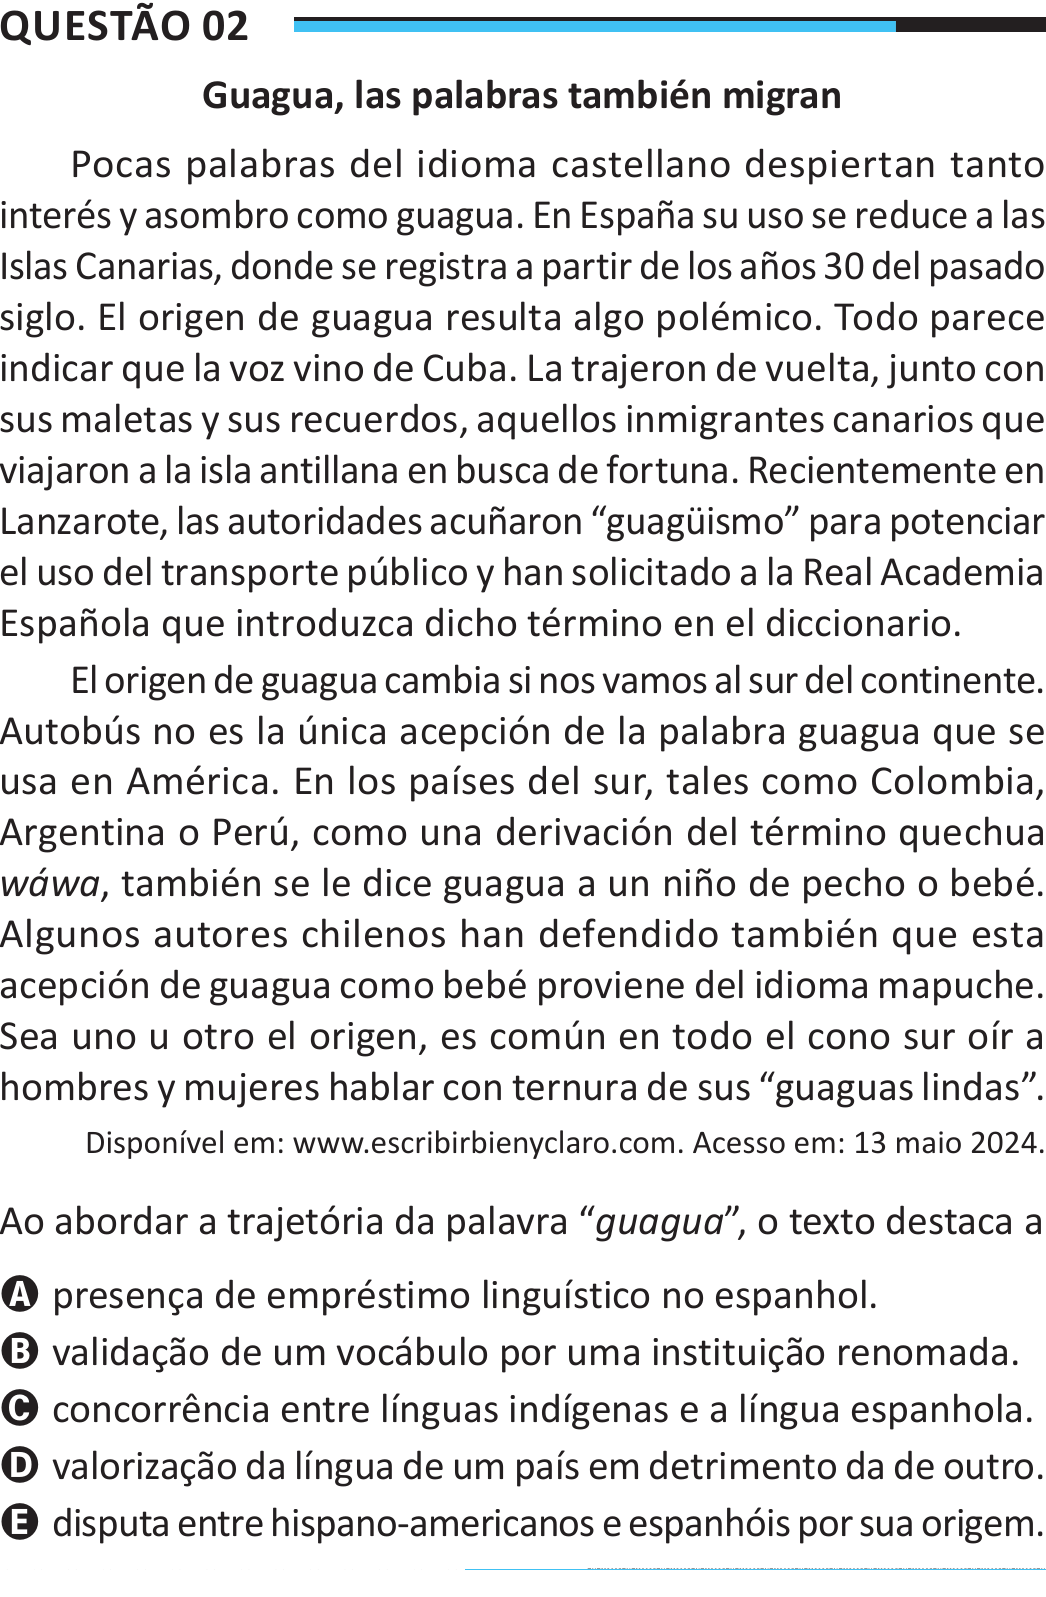 QUESTÃO 02
Guagua, las palabras también migran
Pocas palabras del idioma castellano despiertan tanto
interés y asombro como guagua. En España su uso se reduce a las
Islas Canarias, donde se registra a partir de los años 30 del pasado
siglo. El origen de guagua resulta algo polémico. Todo parece
indicar que la voz vino de Cuba. La trajeron de vuelta, junto con
sus maletas y sus recuerdos, aquellos inmigrantes canarios que
viajaron a la isla antillana en busca de fortuna. Recientemente en
Lanzarote, las autoridades acuñaron “guagüismo” para potenciar
el uso del transporte público y han solicitado a la Real Academia
Española que introduzca dicho término en el diccionario.
El origen de guagua cambia si nos vamos al sur del continente.
Autobús no es la única acepción de la palabra guagua que se
usa en América. En los países del sur, tales como Colombia,
Argentina o Perú, como una derivación del término quechua
wáwa, también se le dice guagua a un niño de pecho o bebé.
Algunos autores chilenos han defendido también que esta
acepción de guagua como bebé proviene del idioma mapuche.
Sea uno u otro el origen, es común en todo el cono sur oír a
hombres y mujeres hablar con ternura de sus “guaguas lindas”.
Disponível em: www.escribirbienyclaro.com. Acesso em: 13 maio 2024.
Ao abordar a trajetória da palavra “guagua”, o texto destaca a
A presença de empréstimo linguístico no espanhol.
B validação de um vocábulo por uma instituição renomada.
C concorrência entre línguas indígenas e a língua espanhola.
D valorização da língua de um país em detrimento da de outro.
E disputa entre hispano-americanos e espanhóis por sua origem.